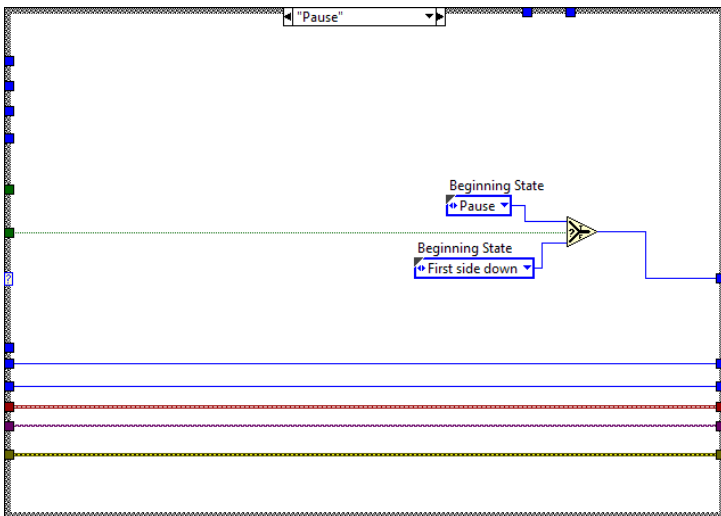 "Pause"
Beginning State
Pause
Beginning State
First side down
?
?
T
F